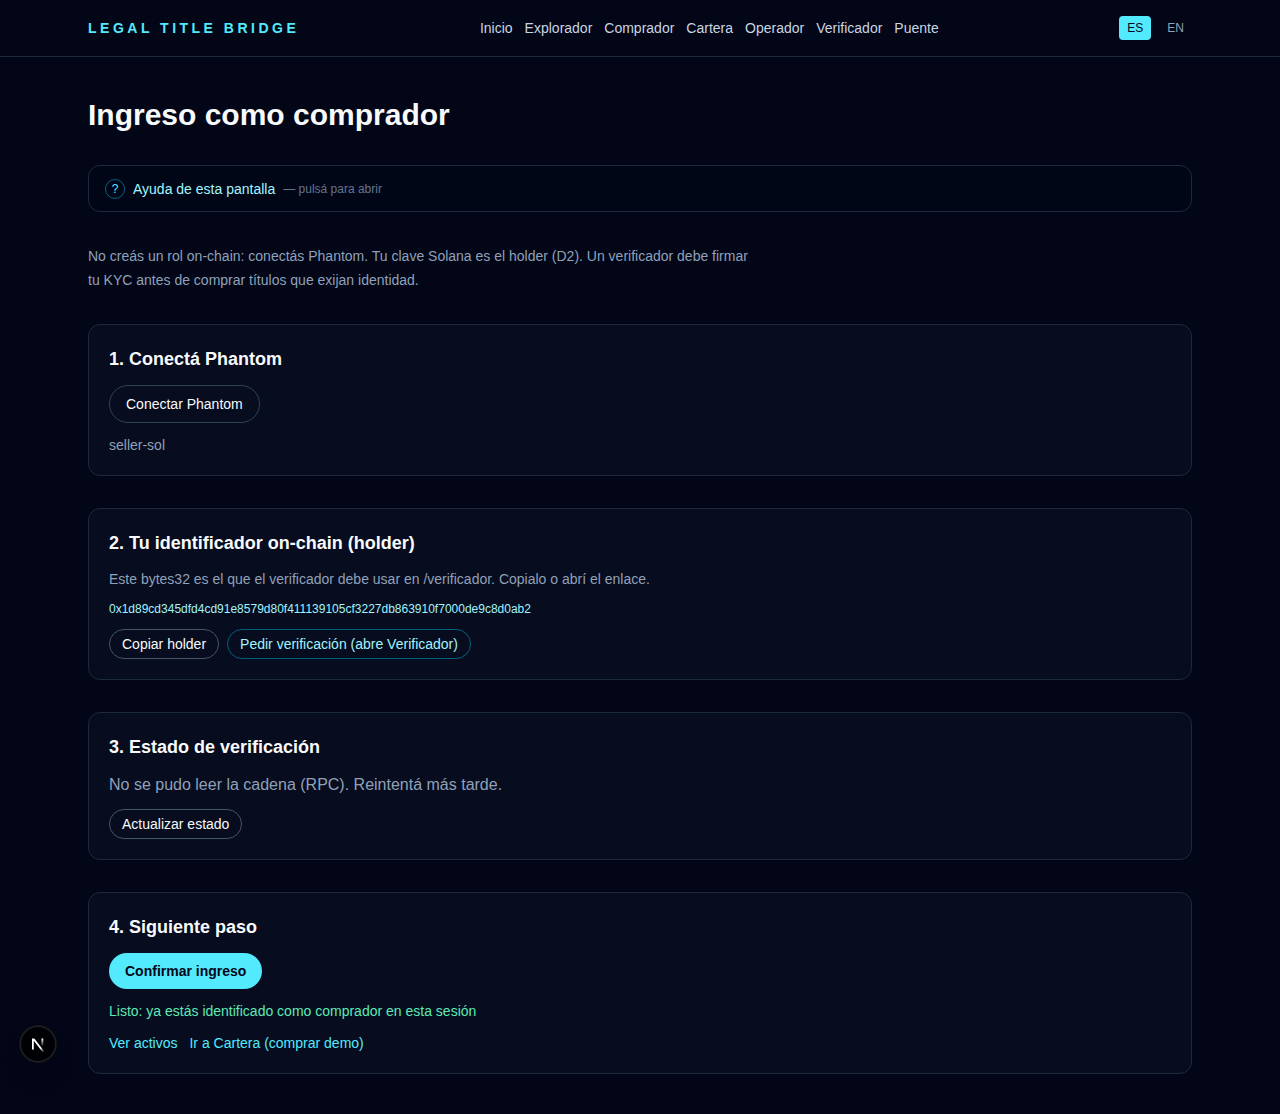 LEGAL TITLE BRIDGE
Inicio Explorador Comprador Cartera Operador Verificador Puente
ES EN
Ingreso como comprador
? Ayuda de esta pantalla — pulsá para abrir
No creás un rol on-chain: conectás Phantom. Tu clave Solana es el holder (D2). Un verificador debe firmar
tu KYC antes de comprar títulos que exijan identidad.
1. Conectá Phantom
Conectar Phantom
seller-sol
2. Tu identificador on-chain (holder)
Este bytes32 es el que el verificador debe usar en /verificador. Copialo o abrí el enlace.
0x1d89cd345dfd4cd91e8579d80f411139105cf3227db863910f7000de9c8d0ab2
Copiar holder Pedir verificación (abre Verificador)
3. Estado de verificación
No se pudo leer la cadena (RPC). Reintentá más tarde.
Actualizar estado
4. Siguiente paso
Confirmar ingreso
Listo: ya estás identificado como comprador en esta sesión
Ver activos Ir a Cartera (comprar demo)
N